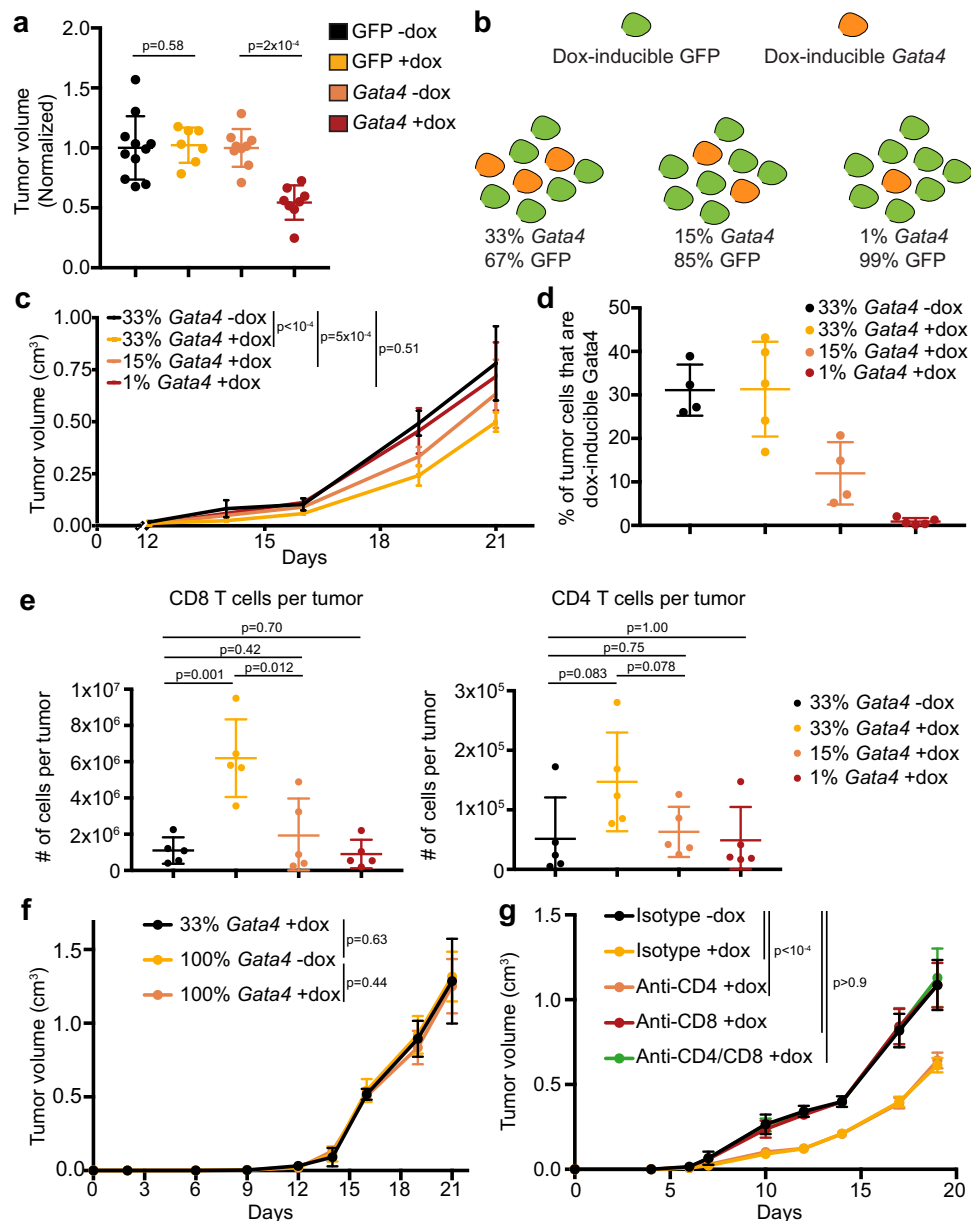 a
Tumor volume
(Normalized)
2.0
1.5
1.0
0.5
0.0
p=0.58
p=2x10⁻⁴
GFP -dox
GFP +dox
Gata4 -dox
Gata4 +dox
b
Dox-inducible GFP
Dox-inducible Gata4
33% Gata4
67% GFP
15% Gata4
85% GFP
1% Gata4
99% GFP
c
Tumor volume (cm³)
1.00
0.75
0.50
0.25
0.00
33% Gata4 -dox
33% Gata4 +dox
15% Gata4 +dox
1% Gata4 +dox
p<10⁻⁴
p=5x10⁻⁴
p=0.51
0 12 15 18 21
Days
d
% of tumor cells that are
dox-inducible Gata4
50
40
30
20
10
0
33% Gata4 -dox
33% Gata4 +dox
15% Gata4 +dox
1% Gata4 +dox
e
CD8 T cells per tumor
p=0.70
p=0.42
p=0.001
p=0.012
# of cells per tumor
1x10⁷
8x10⁶
6x10⁶
4x10⁶
2x10⁶
0
CD4 T cells per tumor
p=1.00
p=0.75
p=0.083
p=0.078
# of cells per tumor
3x10⁵
2x10⁵
1x10⁵
0
33% Gata4 -dox
33% Gata4 +dox
15% Gata4 +dox
1% Gata4 +dox
f
Tumor volume (cm³)
1.5
1.0
0.5
0.0
33% Gata4 +dox
100% Gata4 -dox
100% Gata4 +dox
p=0.63
p=0.44
0 3 6 9 12 15 18 21
Days
g
Tumor volume (cm³)
1.5
1.0
0.5
0.0
Isotype -dox
Isotype +dox
Anti-CD4 +dox
Anti-CD8 +dox
Anti-CD4/CD8 +dox
p<10⁻⁴
p>0.9
0 5 10 15 20
Days